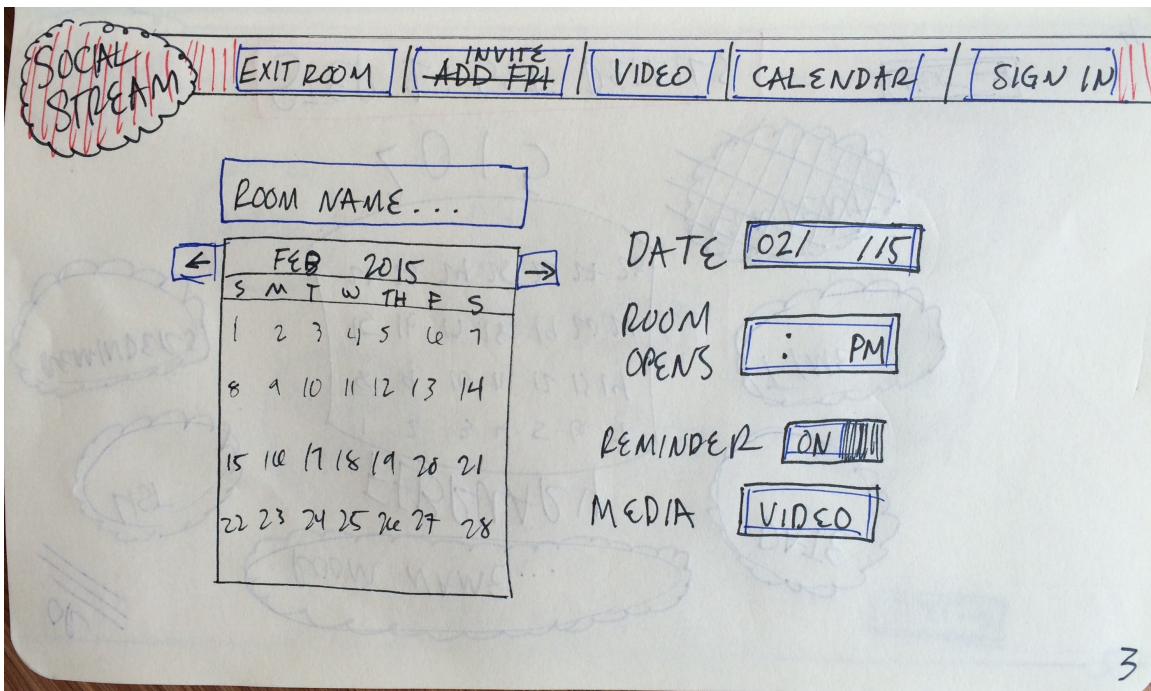 SOCIAL
STREAM
EXIT ROOM
INVITE
ADD
VIDEO
CALENDAR
SIGN IN
ROOM NAME...
← FEB 2015 →
S M T W TH F S
1 2 3 4 5 6 7
8 9 10 11 12 13 14
15 16 17 18 19 20 21
22 23 24 25 26 27 28
DATE 02/ /15
ROOM
OPENS : PM
REMINDER ON
MEDIA VIDEO
3